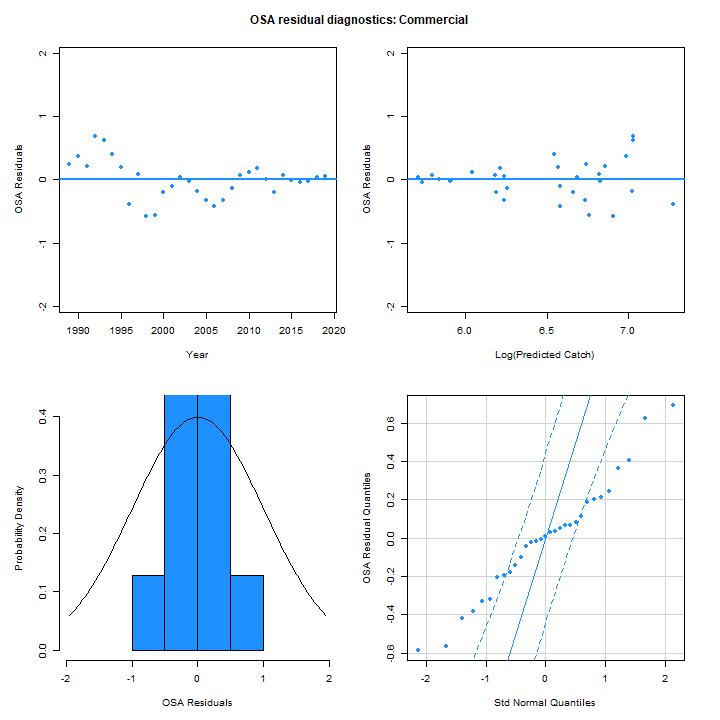 OSA residual diagnostics: Commercial
OSA Residuals
2
1
0
-1
-2
1990 1995 2000 2005 2010 2015 2020
Year
OSA Residuals
2
1
0
-1
-2
6.0 6.5 7.0
Log(Predicted Catch)
Probability Density
0.4
0.3
0.2
0.1
0.0
-2 -1 0 1 2
OSA Residuals
OSA Residual Quantiles
0.6
0.4
0.2
0.0
-0.2
-0.4
-0.6
-2 -1 0 1 2
Std Normal Quantiles